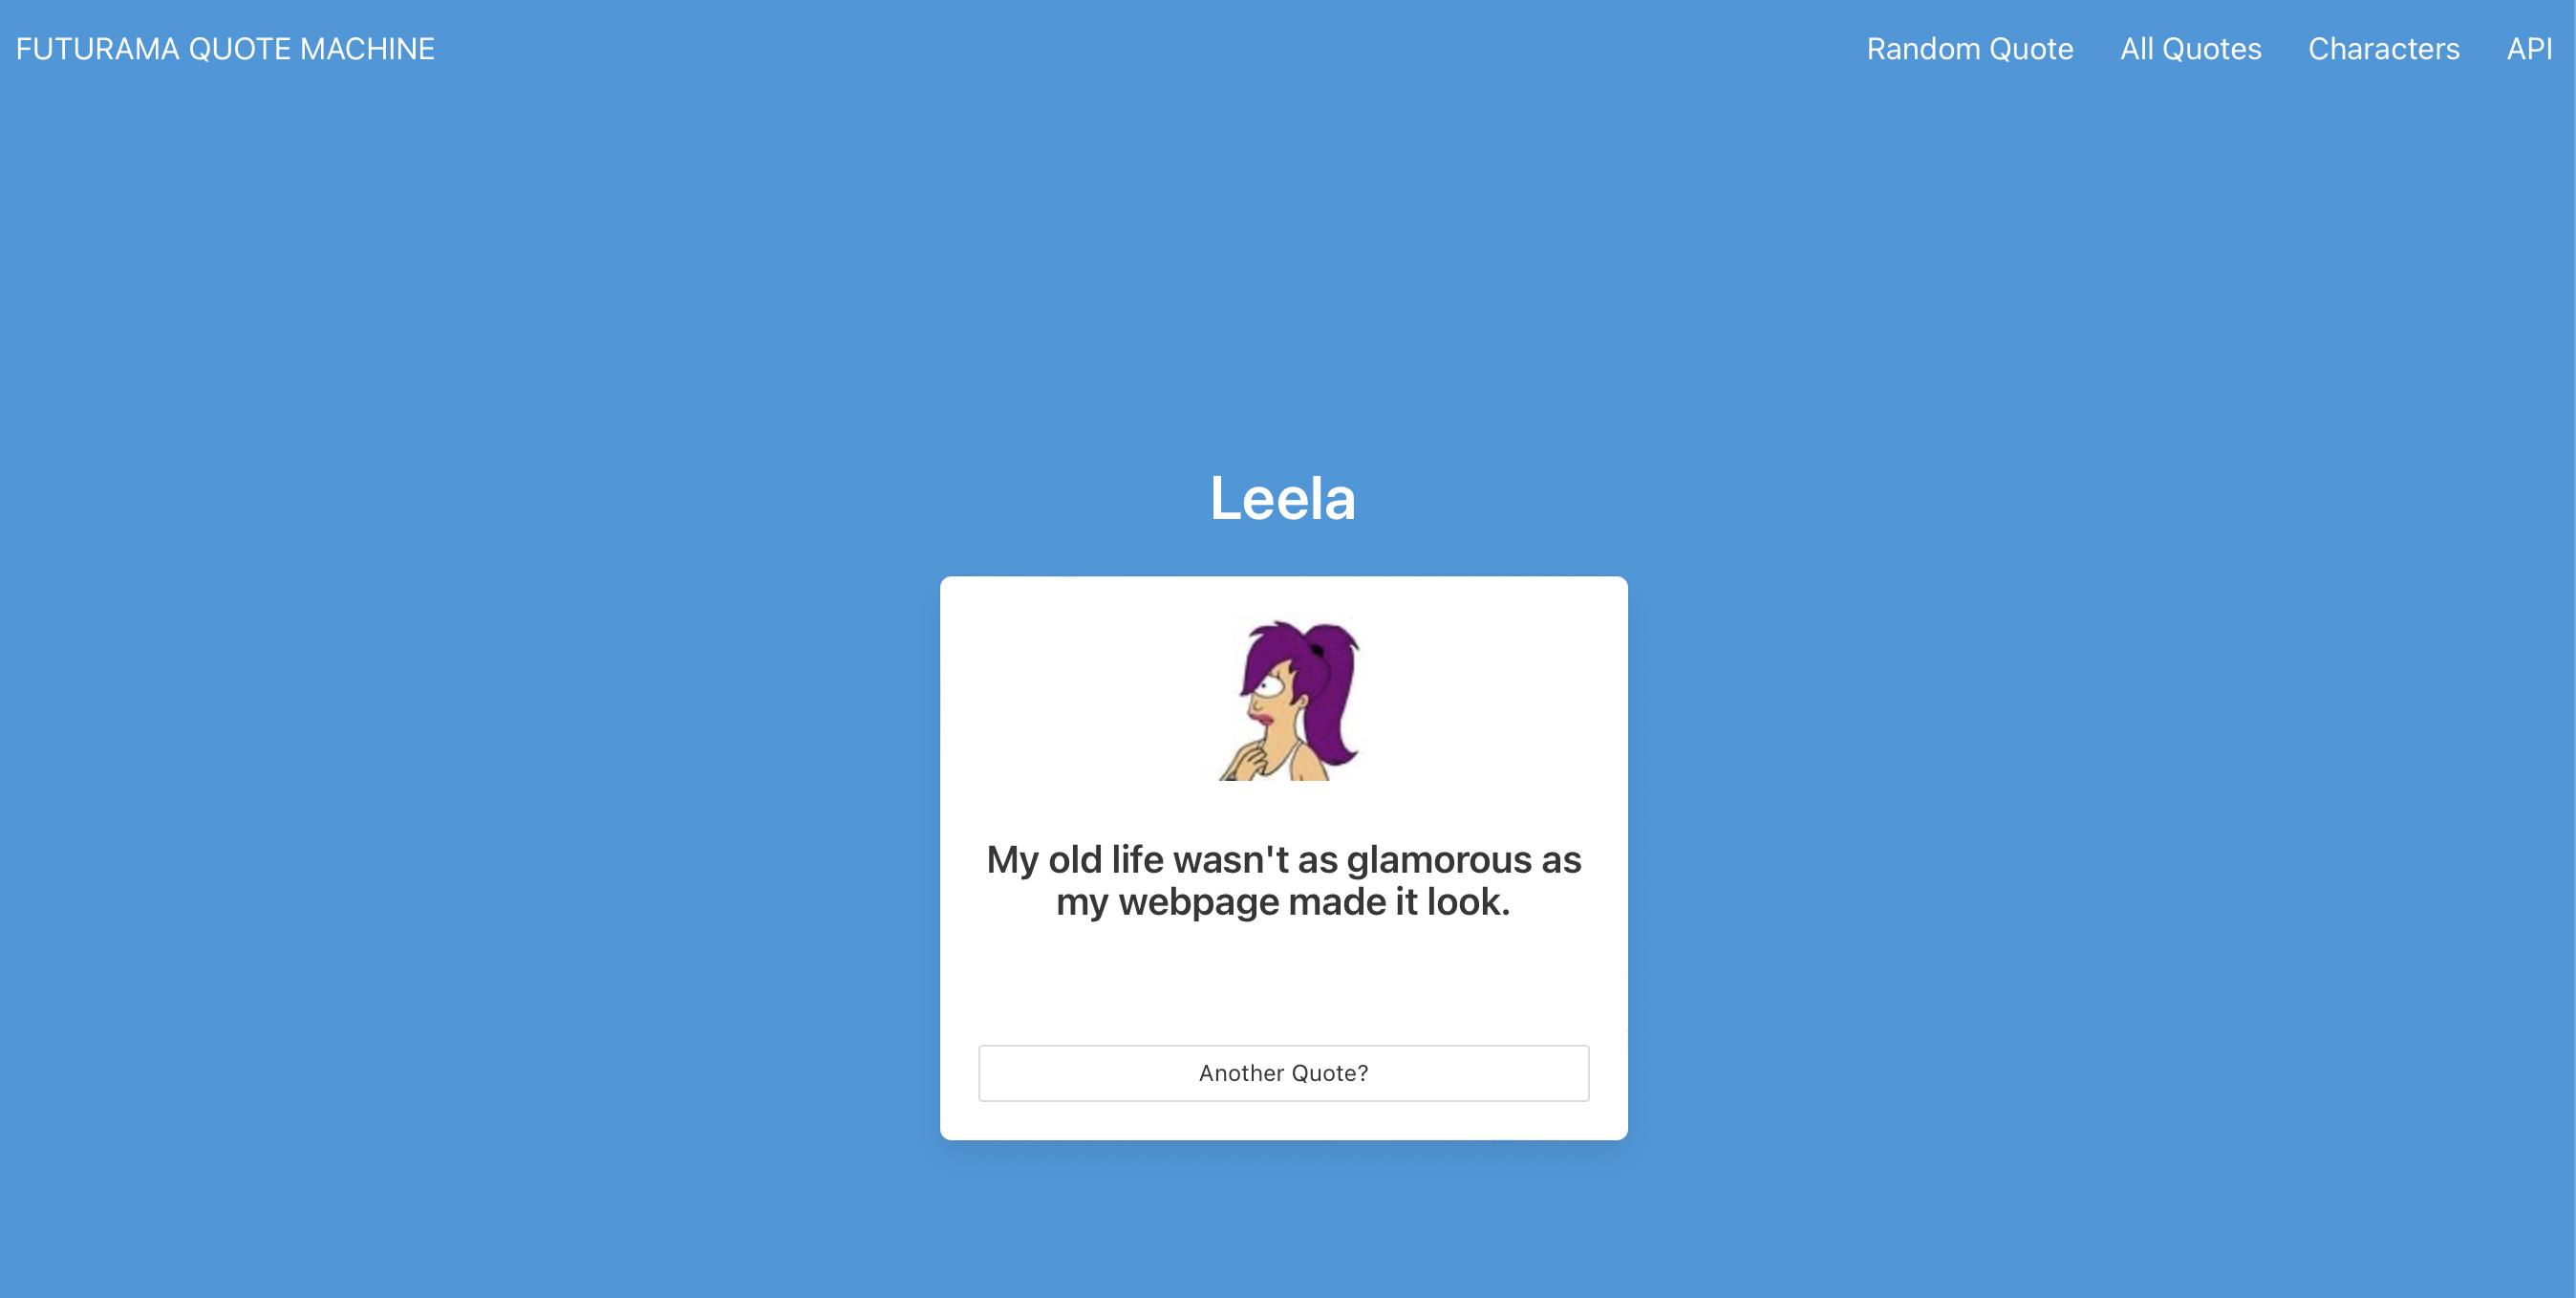 FUTURAMA QUOTE MACHINE
Random Quote
All Quotes
Characters
API
Leela
My old life wasn't as glamorous as
my webpage made it look.
Another Quote?